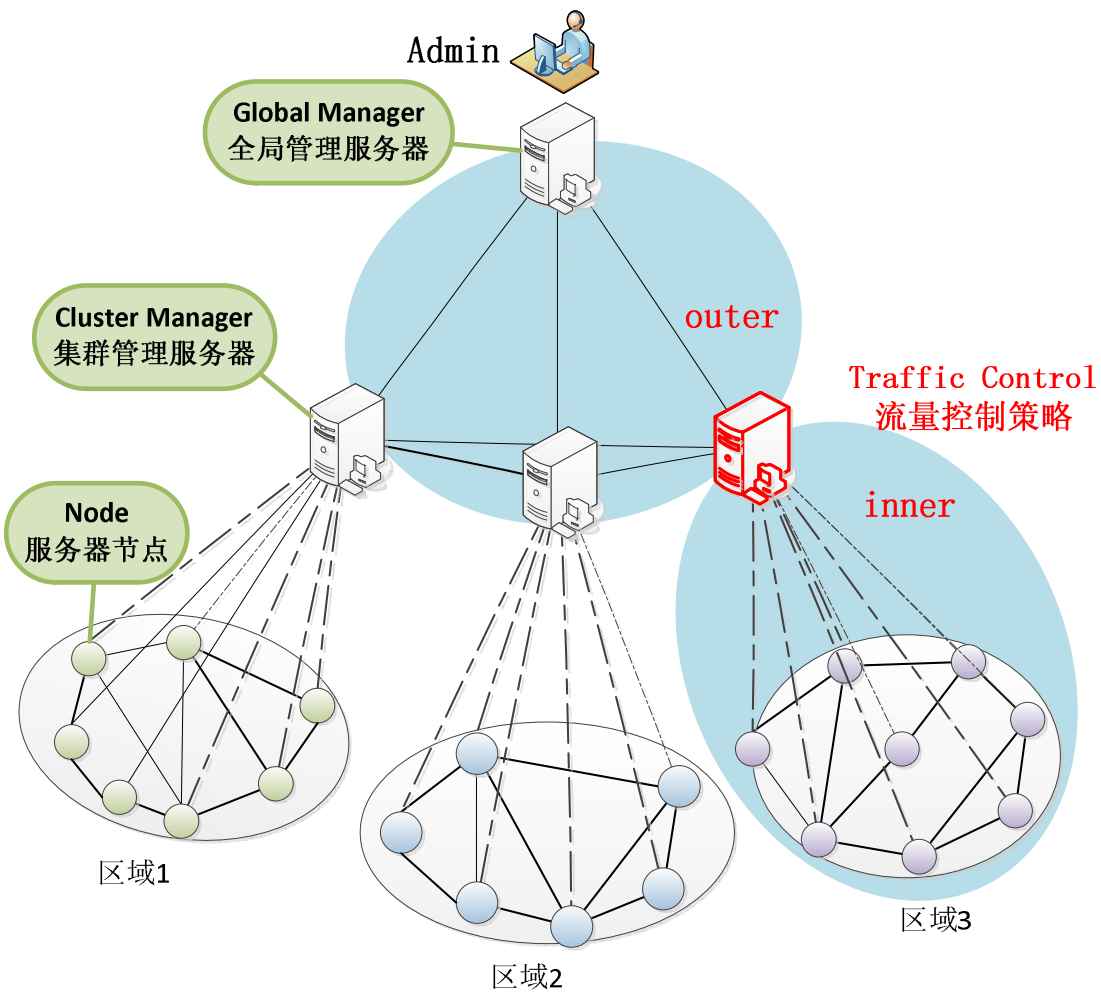 Admin
Global Manager
全局管理服务器
outer
Cluster Manager
集群管理服务器
Traffic Control
流量控制策略
inner
Node
服务器节点
区域1
区域2
区域3